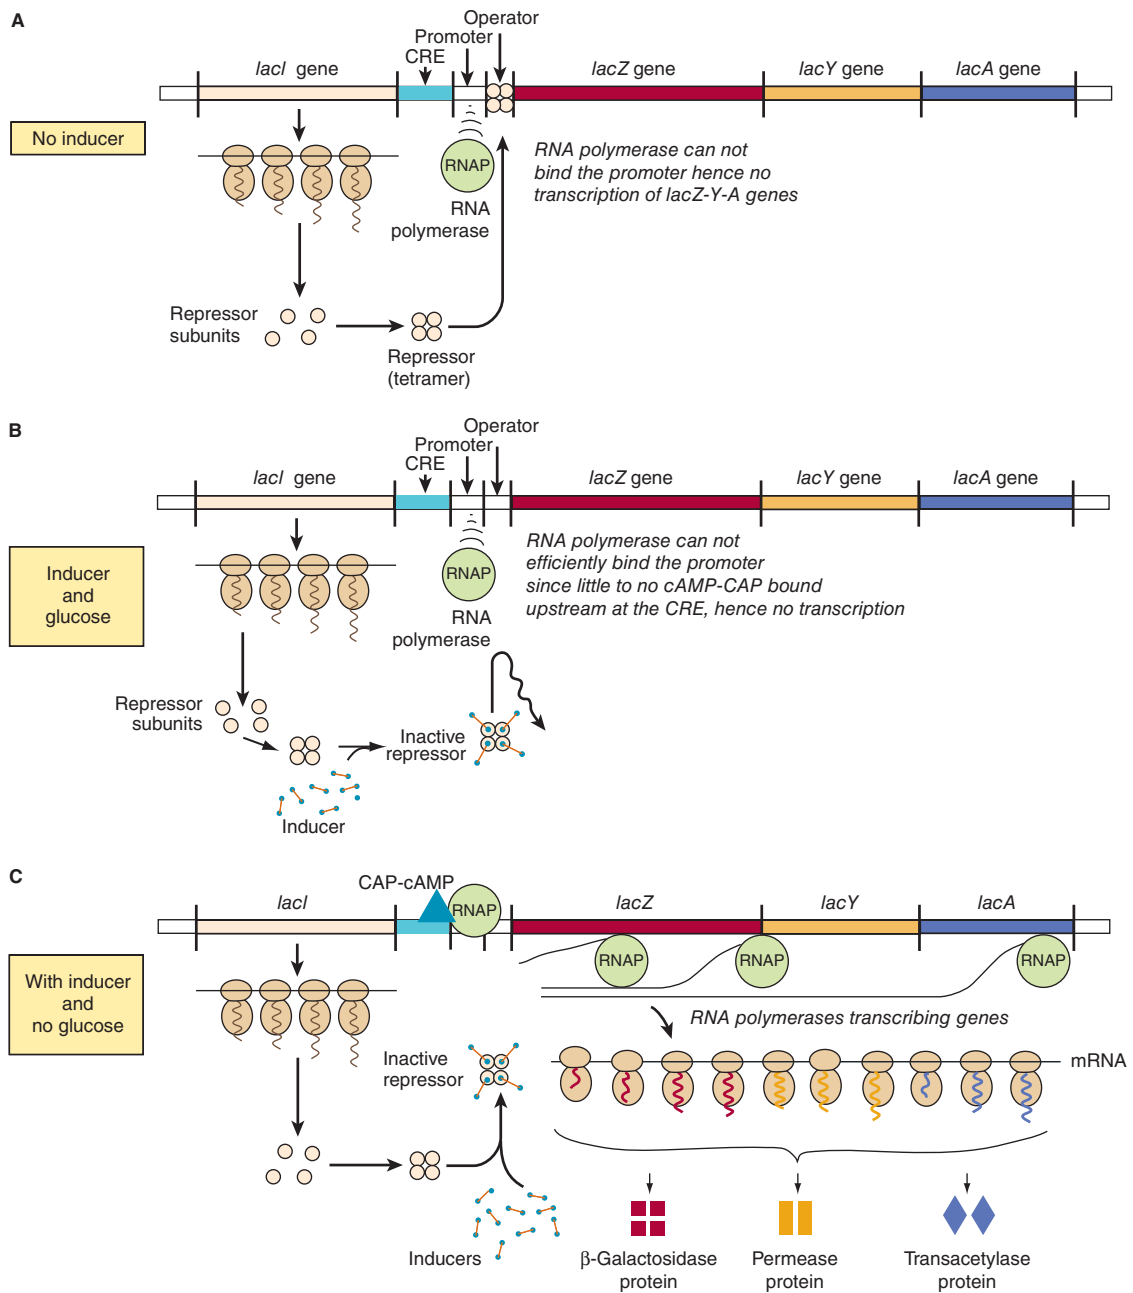 A
Operator
Promoter
CRE
lacI gene
lacZ gene
lacY gene
lacA gene
No inducer
RNAP
RNA polymerase can not
bind the promoter hence no
transcription of lacZ-Y-A genes
RNA
polymerase
Repressor
subunits
Repressor
(tetramer)
B
Operator
Promoter
CRE
lacI gene
lacZ gene
lacY gene
lacA gene
Inducer
and
glucose
RNAP
RNA polymerase can not
efficiently bind the promoter
since little to no cAMP-CAP bound
upstream at the CRE, hence no transcription
RNA
polymerase
Repressor
subunits
Inactive
repressor
Inducer
C
CAP-cAMP
lacI
RNAP
lacZ
lacY
lacA
With inducer
and
no glucose
RNAP
RNAP
RNAP
RNA polymerases transcribing genes
mRNA
Inactive
repressor
Inducers
β-Galactosidase
protein
Permease
protein
Transacetylase
protein